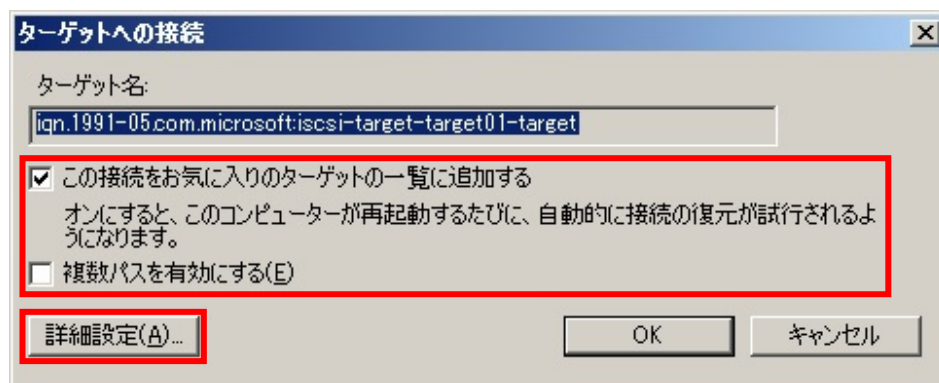 ターゲットへの接続
ターゲット名:
iqn.1991-05.com.microsoft:iscsi-target-target01-target
この接続をお気に入りのターゲットの一覧に追加する
オンにすると、このコンピューターが再起動するたびに、自動的に接続の復元が試行されるよ
うになります。
複数パスを有効にする(E)
詳細設定(A)...
OK
キャンセル